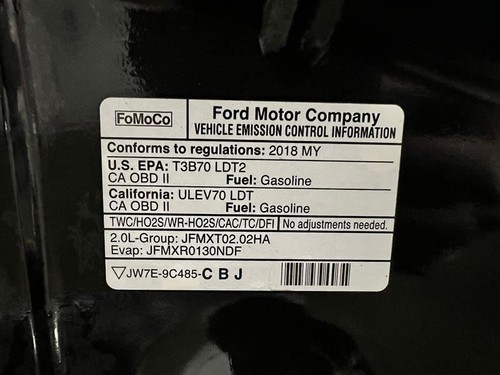 FoMoCo
Ford Motor Company
VEHICLE EMISSION CONTROL INFORMATION
Conforms to regulations: 2018 MY
U.S. EPA: T3B70 LDT2
CA OBD II Fuel: Gasoline
California: ULEV70 LDT
CA OBD II Fuel: Gasoline
TWC/HO2S/WR-HO2S/CAC/TC/DFI No adjustments needed.
2.0L-Group: JFMXT02.02HA
Evap: JFMXR0130NDF
JW7E-9C485-C B J